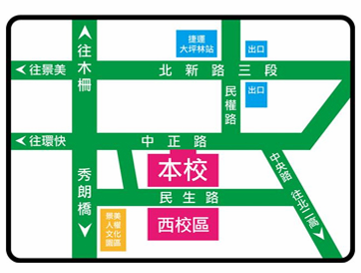 往木柵
捷運
大坪林站
出口
往景美
北新路三段
出口
民權路
往環快
中正路
本校
中央路
往北二高
秀朗橋
民生路
景美
人權
文化
園區
西校區